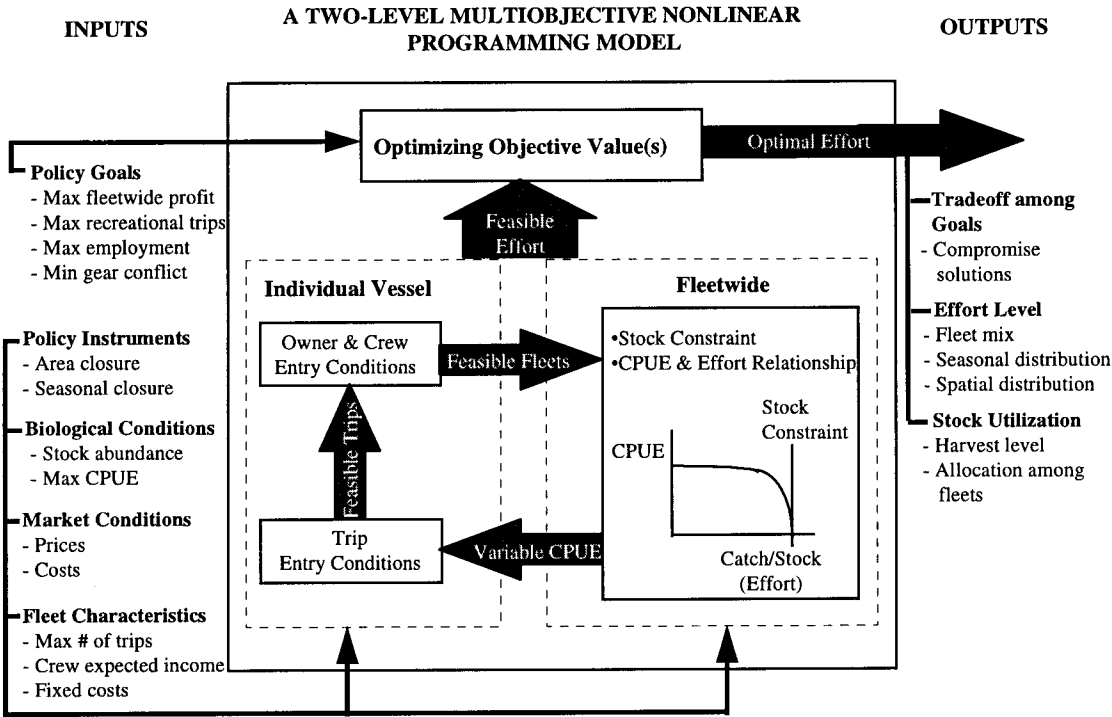 INPUTS
A TWO-LEVEL MULTIOBJECTIVE NONLINEAR
PROGRAMMING MODEL
OUTPUTS
Optimizing Objective Value(s)
Optimal Effort
Policy Goals
- Max fleetwide profit
- Max recreational trips
- Max employment
- Min gear conflict
Policy Instruments
- Area closure
- Seasonal closure
Biological Conditions
- Stock abundance
- Max CPUE
Market Conditions
- Prices
- Costs
Fleet Characteristics
- Max # of trips
- Crew expected income
- Fixed costs
Feasible
Effort
Individual Vessel
Owner & Crew
Entry Conditions
Feasible Fleets
Feasible Trips
Trip
Entry Conditions
Variable CPUE
Fleetwide
•Stock Constraint
•CPUE & Effort Relationship
Stock
Constraint
CPUE
Catch/Stock
(Effort)
Tradeoff among
Goals
- Compromise
solutions
Effort Level
- Fleet mix
- Seasonal distribution
- Spatial distribution
Stock Utilization
- Harvest level
- Allocation among
fleets